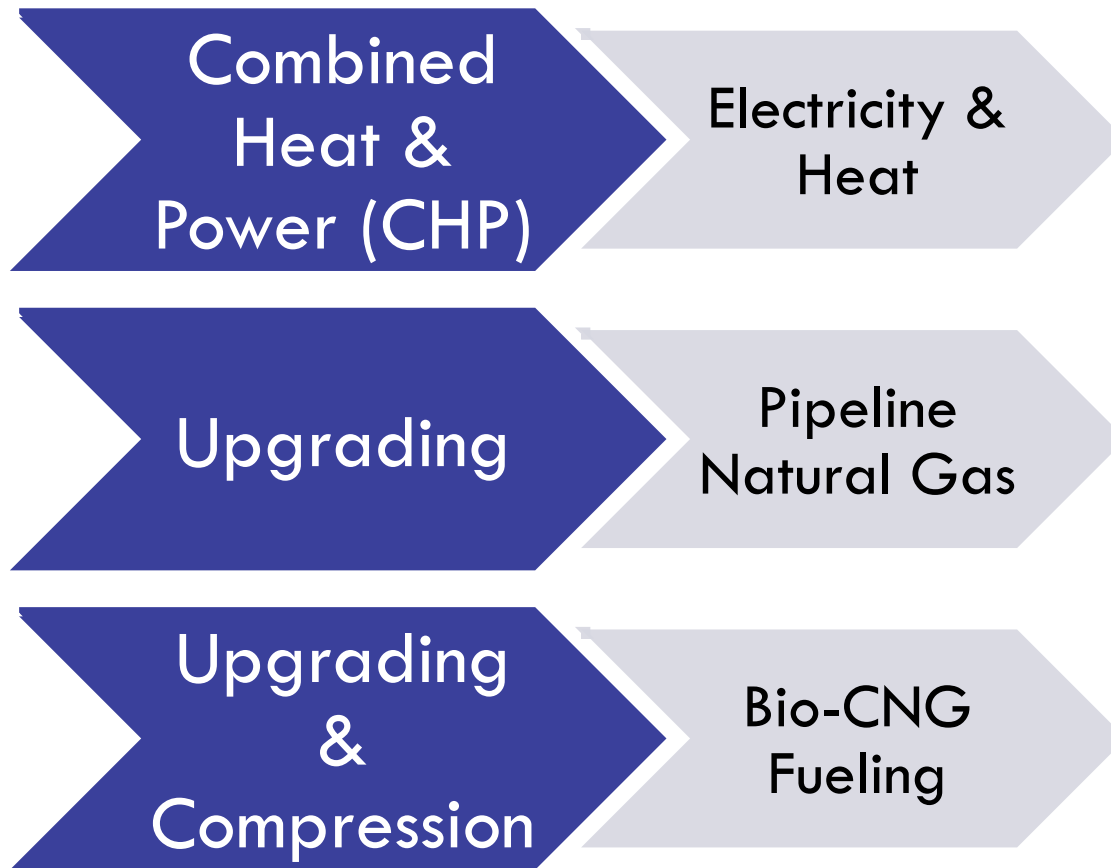 Combined
Heat &
Power (CHP)
Electricity &
Heat
Upgrading
Pipeline
Natural Gas
Upgrading
&
Compression
Bio-CNG
Fueling